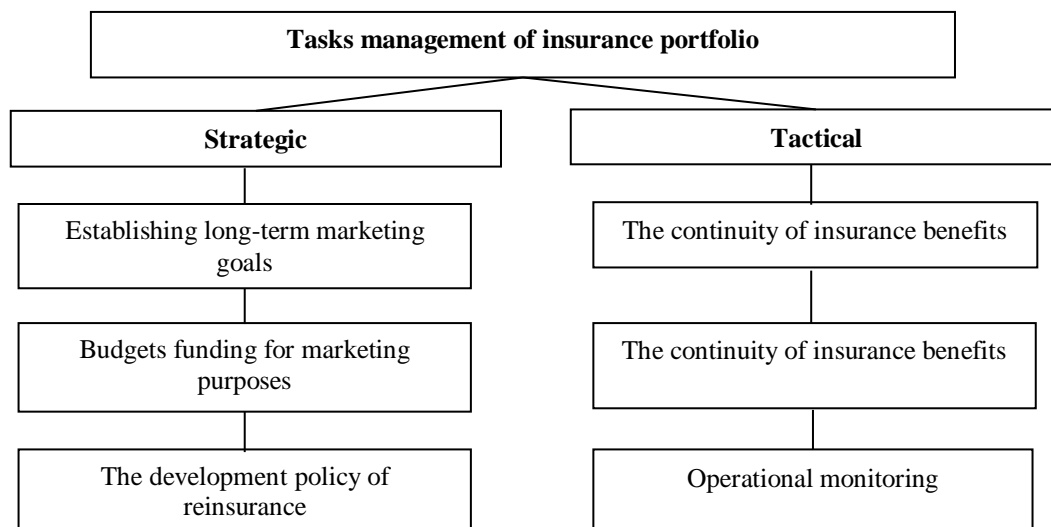 Tasks management of insurance portfolio
Strategic
Establishing long-term marketing
goals
Budgets funding for marketing
purposes
The development policy of
reinsurance
Tactical
The continuity of insurance benefits
The continuity of insurance benefits
Operational monitoring